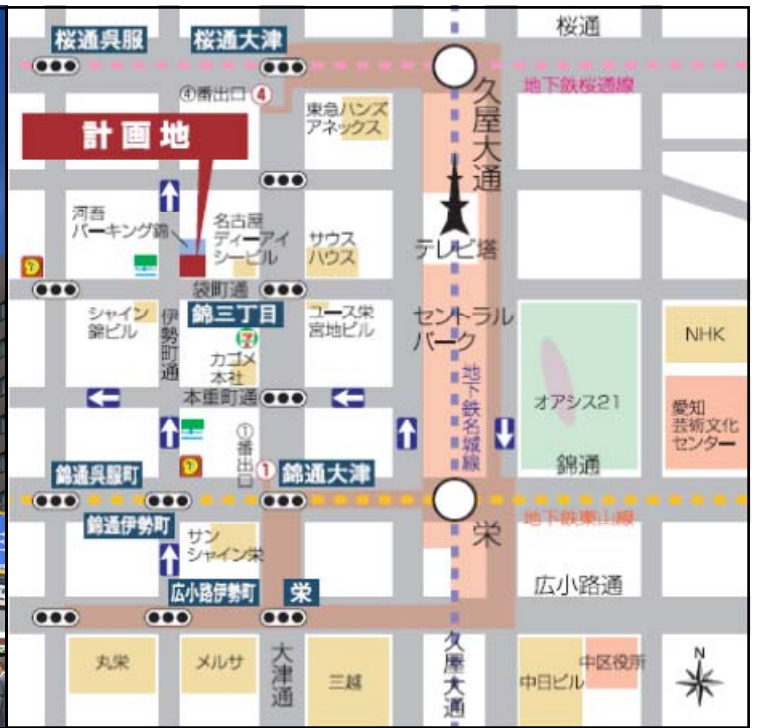 桜通呉服
桜通大津
桜通
地下鉄桜通線
④番出口
4
東急ハンズ
アネックス
久屋大通
計画地
河吾
パーキング錦
名古屋
ディーアイ
シービル
サウス
ハウス
テレビ塔
袋町通
シャイン
錦ビル
伊勢町通
錦三丁目
ユース栄
宮地ビル
セントラル
パーク
NHK
カゴメ
本社
地下鉄名城線
オアシス21
愛知
芸術文化
センター
本重町通
①番出口
1
錦通呉服町
錦通大津
錦通
錦通伊勢町
サン
シャイン栄
栄
地下鉄東山線
広小路伊勢町
栄
広小路通
丸栄
メルサ
大津通
三越
久屋大通
中日ビル
中区役所
N